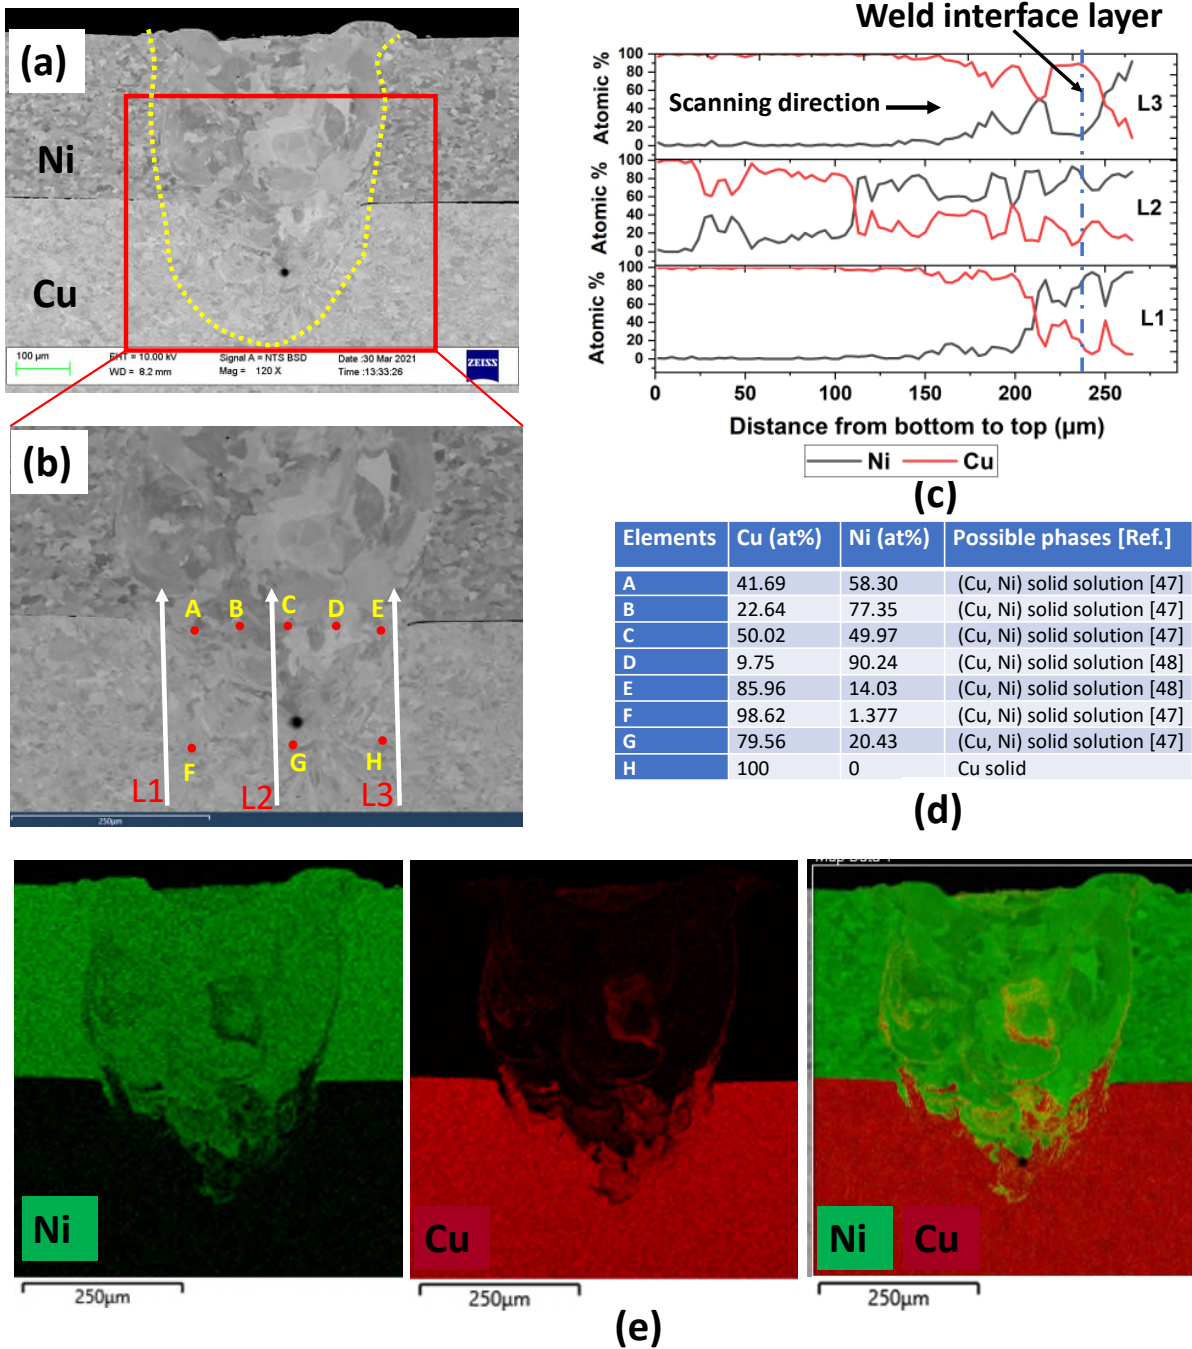 (a)
Ni
Cu
100 µm
EHT = 10.00 kV
WD = 8.2 mm
Signal A = NTS BSD
Mag = 120 X
Date :30 Mar 2021
Time :13:33:26
ZEISS
(b)
A B C D E
F G H
L1 L2 L3
250µm
Weld interface layer
Scanning direction
Atomic %
100
80
60
40
20
0
L3
Atomic %
100
80
60
40
20
0
L2
Atomic %
100
80
60
40
20
0
L1
0 50 100 150 200 250
Distance from bottom to top (µm)
Ni Cu
(c)
Elements Cu (at%) Ni (at%) Possible phases [Ref.]
A 41.69 58.30 (Cu, Ni) solid solution [47]
B 22.64 77.35 (Cu, Ni) solid solution [47]
C 50.02 49.97 (Cu, Ni) solid solution [47]
D 9.75 90.24 (Cu, Ni) solid solution [48]
E 85.96 14.03 (Cu, Ni) solid solution [48]
F 98.62 1.377 (Cu, Ni) solid solution [47]
G 79.56 20.43 (Cu, Ni) solid solution [47]
H 100 0 Cu solid
(d)
Ni
250µm
Cu
250µm
Map Data 1
Ni Cu
250µm
(e)